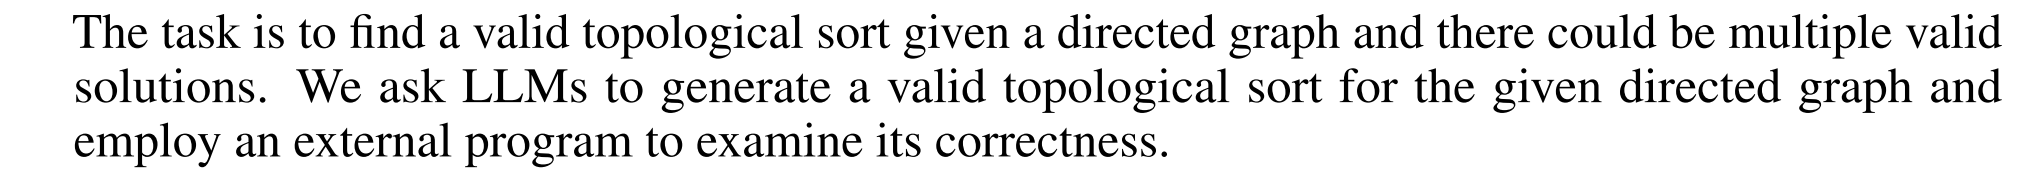 The task is to find a valid topological sort given a directed graph and there could be multiple valid
solutions. We ask LLMs to generate a valid topological sort for the given directed graph and
employ an external program to examine its correctness.